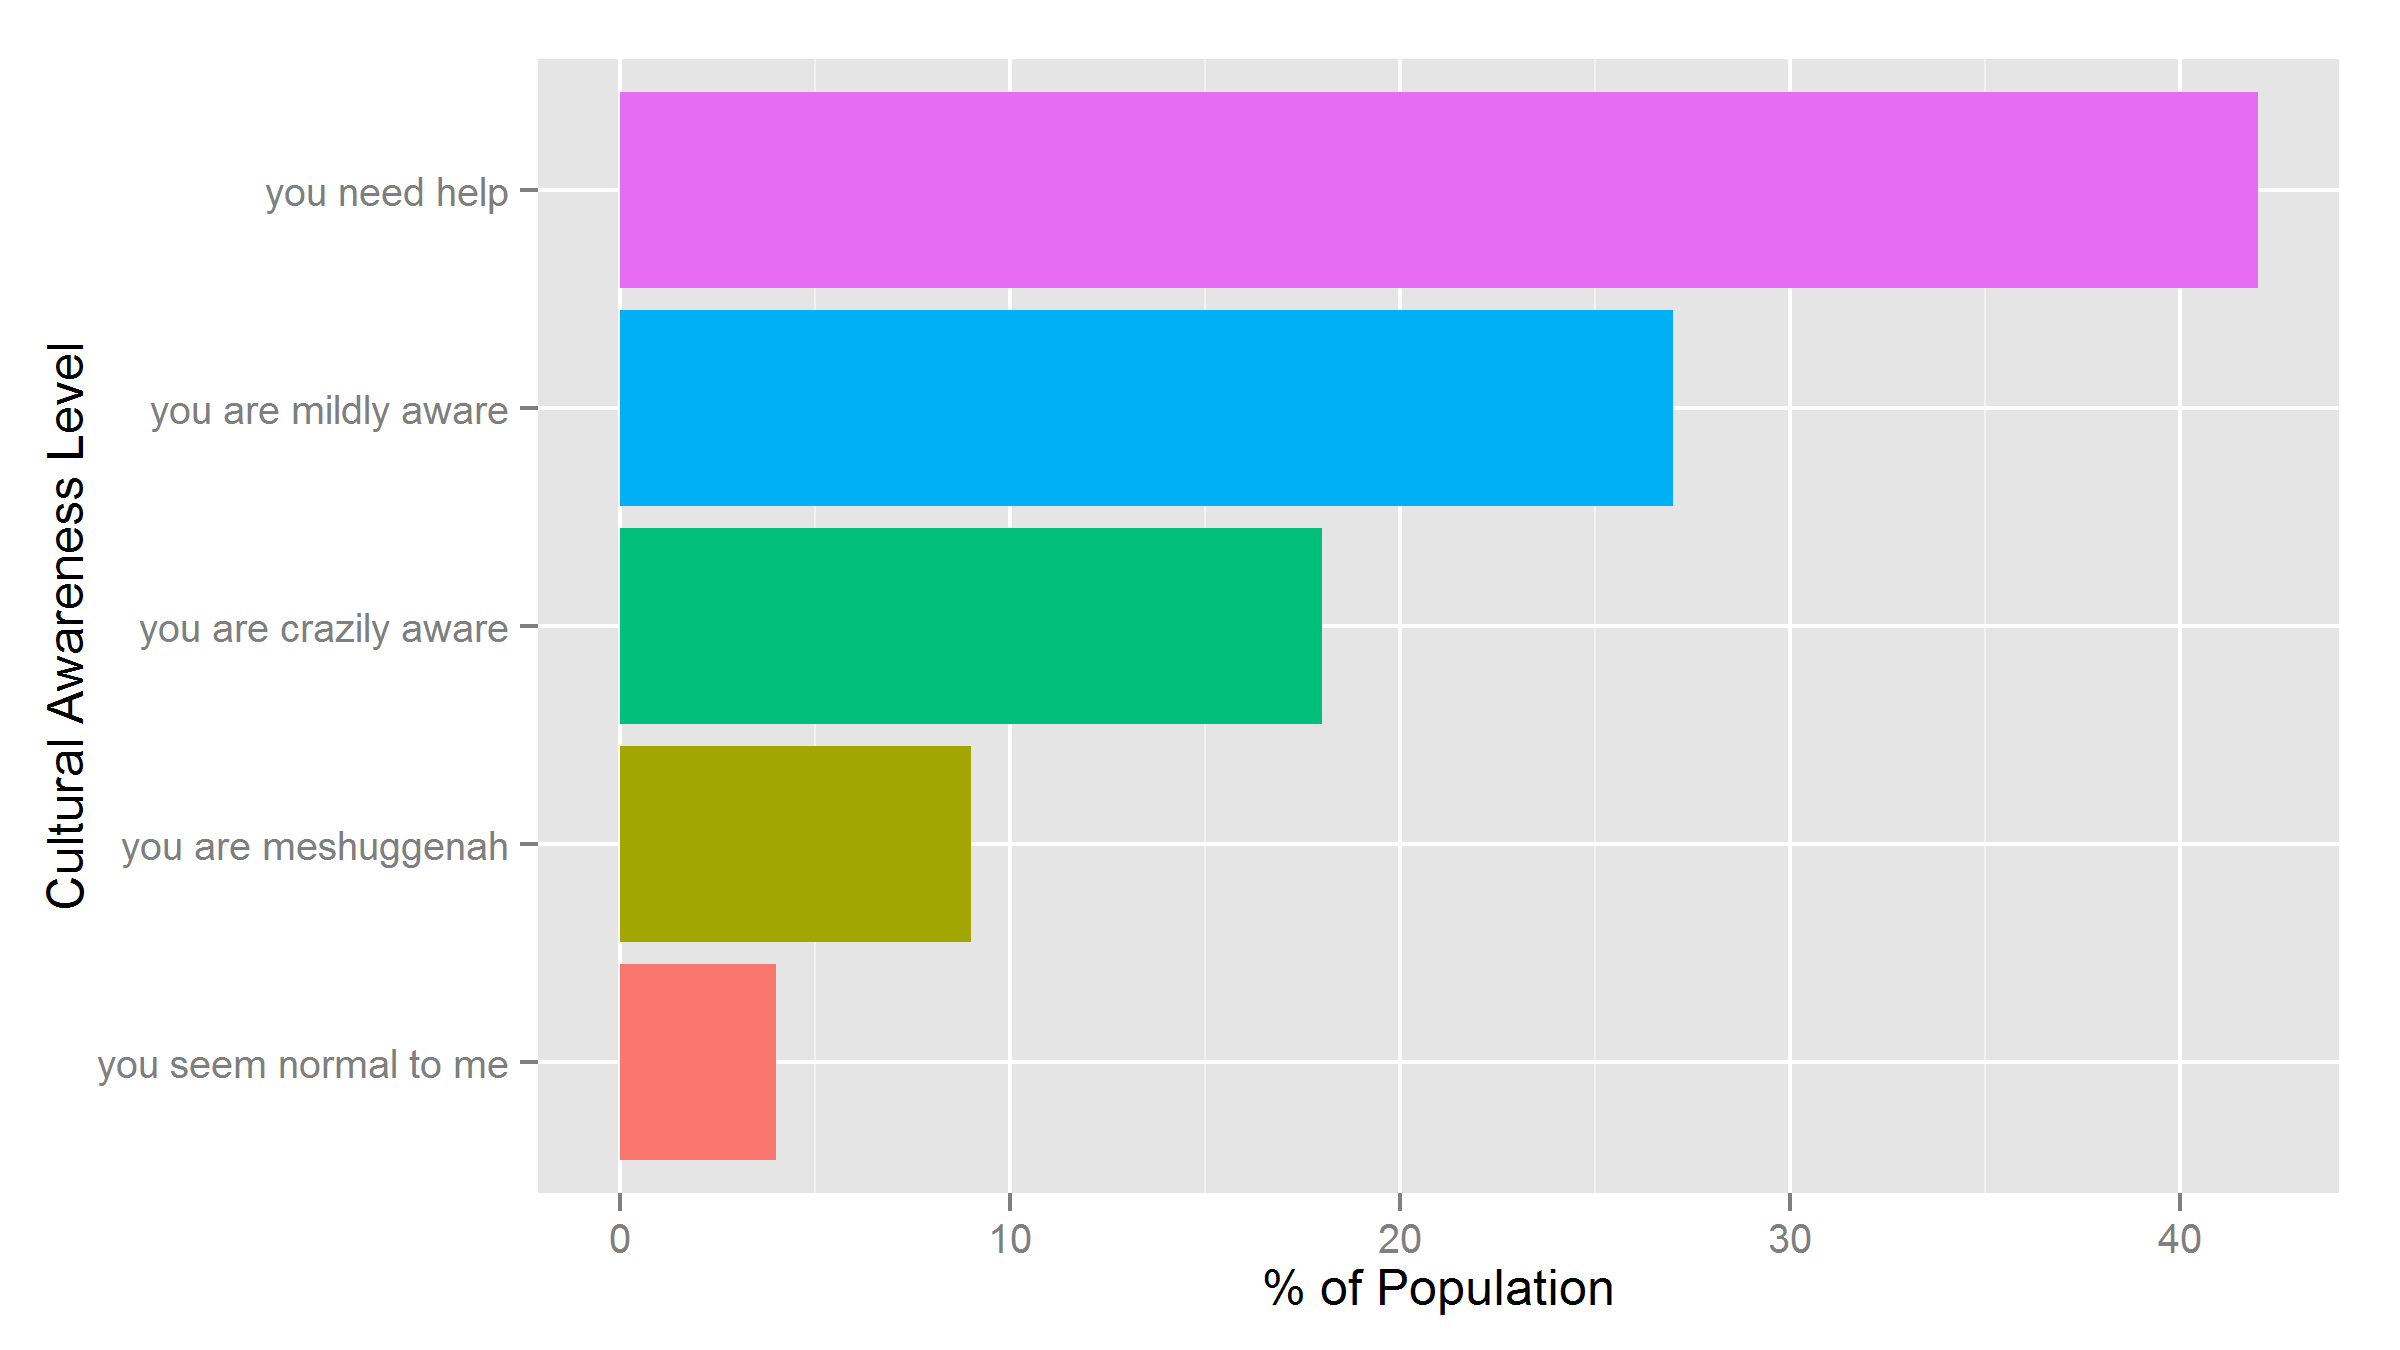 Cultural Awareness Level
you need help
you are mildly aware
you are crazily aware
you are meshuggenah
you seem normal to me
0
10
20
30
40
% of Population